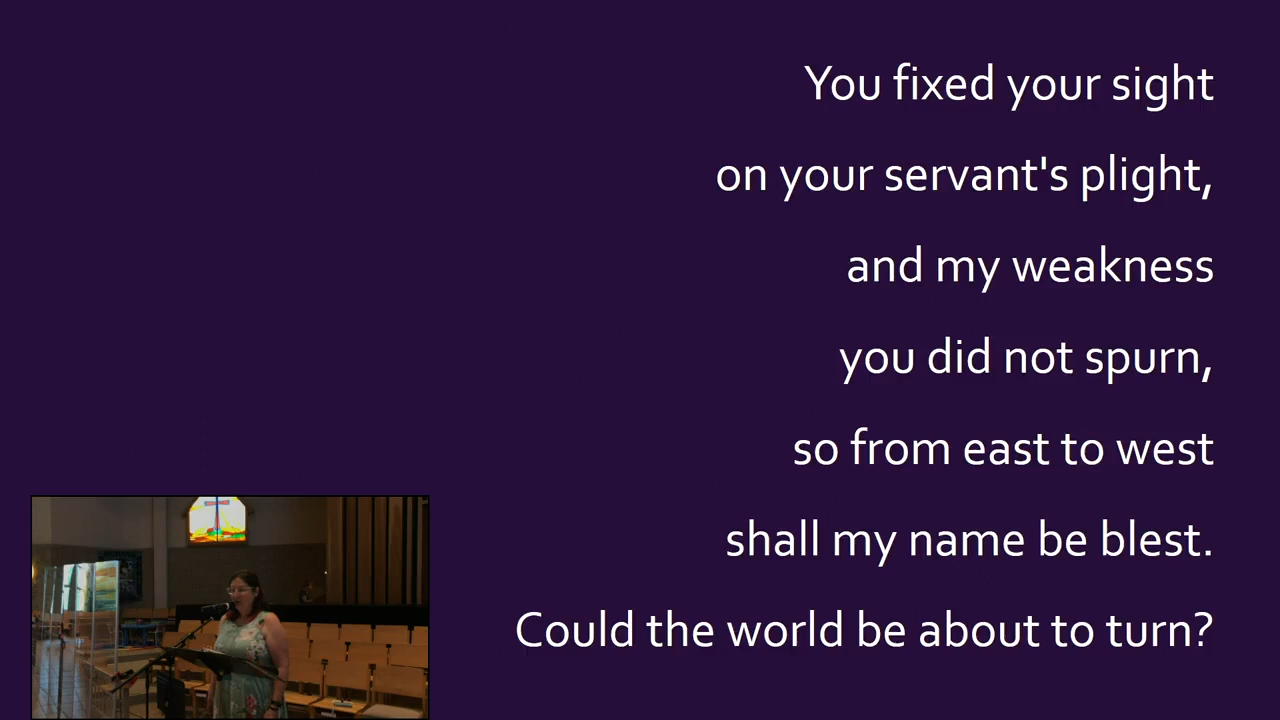 You fixed your sight
on your servant's plight,
and my weakness
you did not spurn,
so from east to west
shall my name be blest.
Could the world be about to turn?